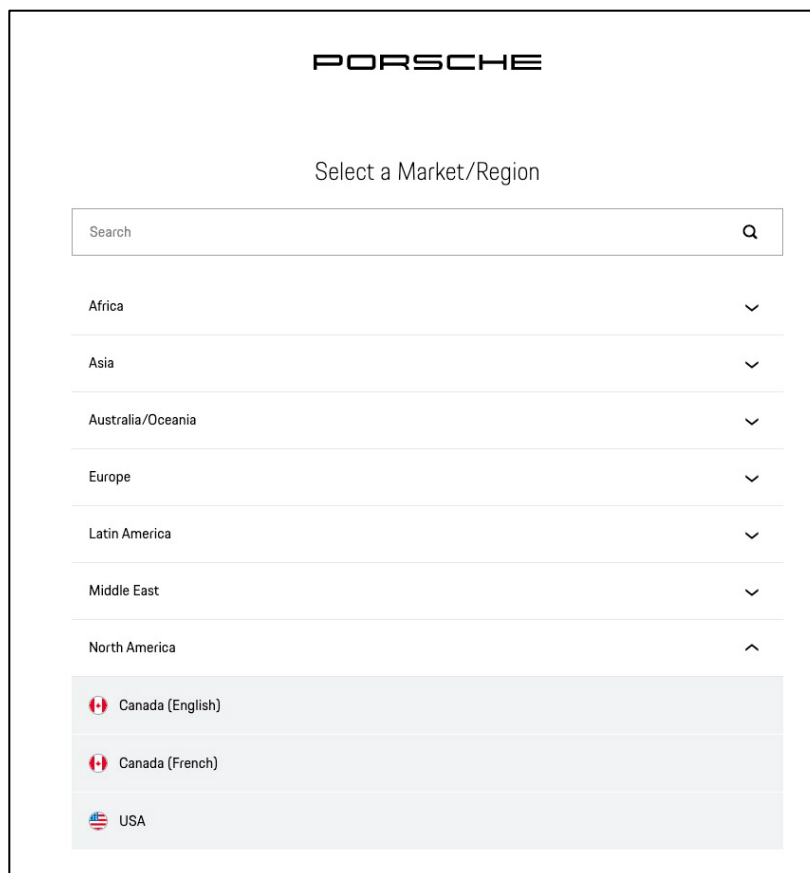 PORSCHE
Select a Market/Region
Search
Africa
Asia
Australia/Oceania
Europe
Latin America
Middle East
North America
Canada (English)
Canada (French)
USA